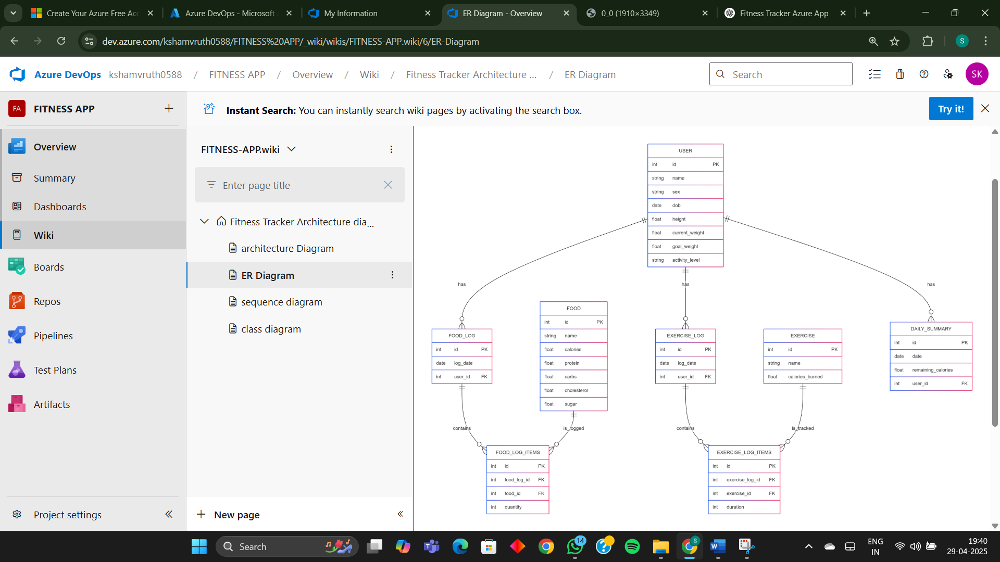 Create Your Azure Free Acc
Azure DevOps - Microsoft A
My Information
ER Diagram - Overview
0_0 (1910×3349)
Fitness Tracker Azure App
dev.azure.com/kshamvruth0588/FITNESS%20APP/_wiki/wikis/FITNESS-APP.wiki/6/ER-Diagram
S
Azure DevOps kshamvruth0588 / FITNESS APP / Overview / Wiki / Fitness Tracker Architecture ... / ER Diagram
Search
SK
FA FITNESS APP
Instant Search: You can instantly search wiki pages by activating the search box.
Try it!
Overview
Summary
Dashboards
Wiki
Boards
Repos
Pipelines
Test Plans
Artifacts
Project settings
FITNESS-APP.wiki
Enter page title
Fitness Tracker Architecture dia...
architecture Diagram
ER Diagram
sequence diagram
class diagram
New page
USER
int id PK
string name
string sex
date dob
float height
float current_weight
float goal_weight
string activity_level
has
has
has
FOOD_LOG
int id PK
date log_date
int user_id FK
FOOD
int id PK
string name
float calories
float protein
float carbs
float cholesterol
float sugar
EXERCISE_LOG
int id PK
date log_date
int user_id FK
EXERCISE
int id PK
string name
float calories_burned
DAILY_SUMMARY
int id PK
date date
float remaining_calories
int user_id FK
contains
is_logged
contains
is_tracked
FOOD_LOG_ITEMS
int id PK
int food_log_id FK
int food_id FK
int quantity
EXERCISE_LOG_ITEMS
int id PK
int exercise_log_id FK
int exercise_id FK
int duration
Search
14
S
ENG
IN
19:40
29-04-2025